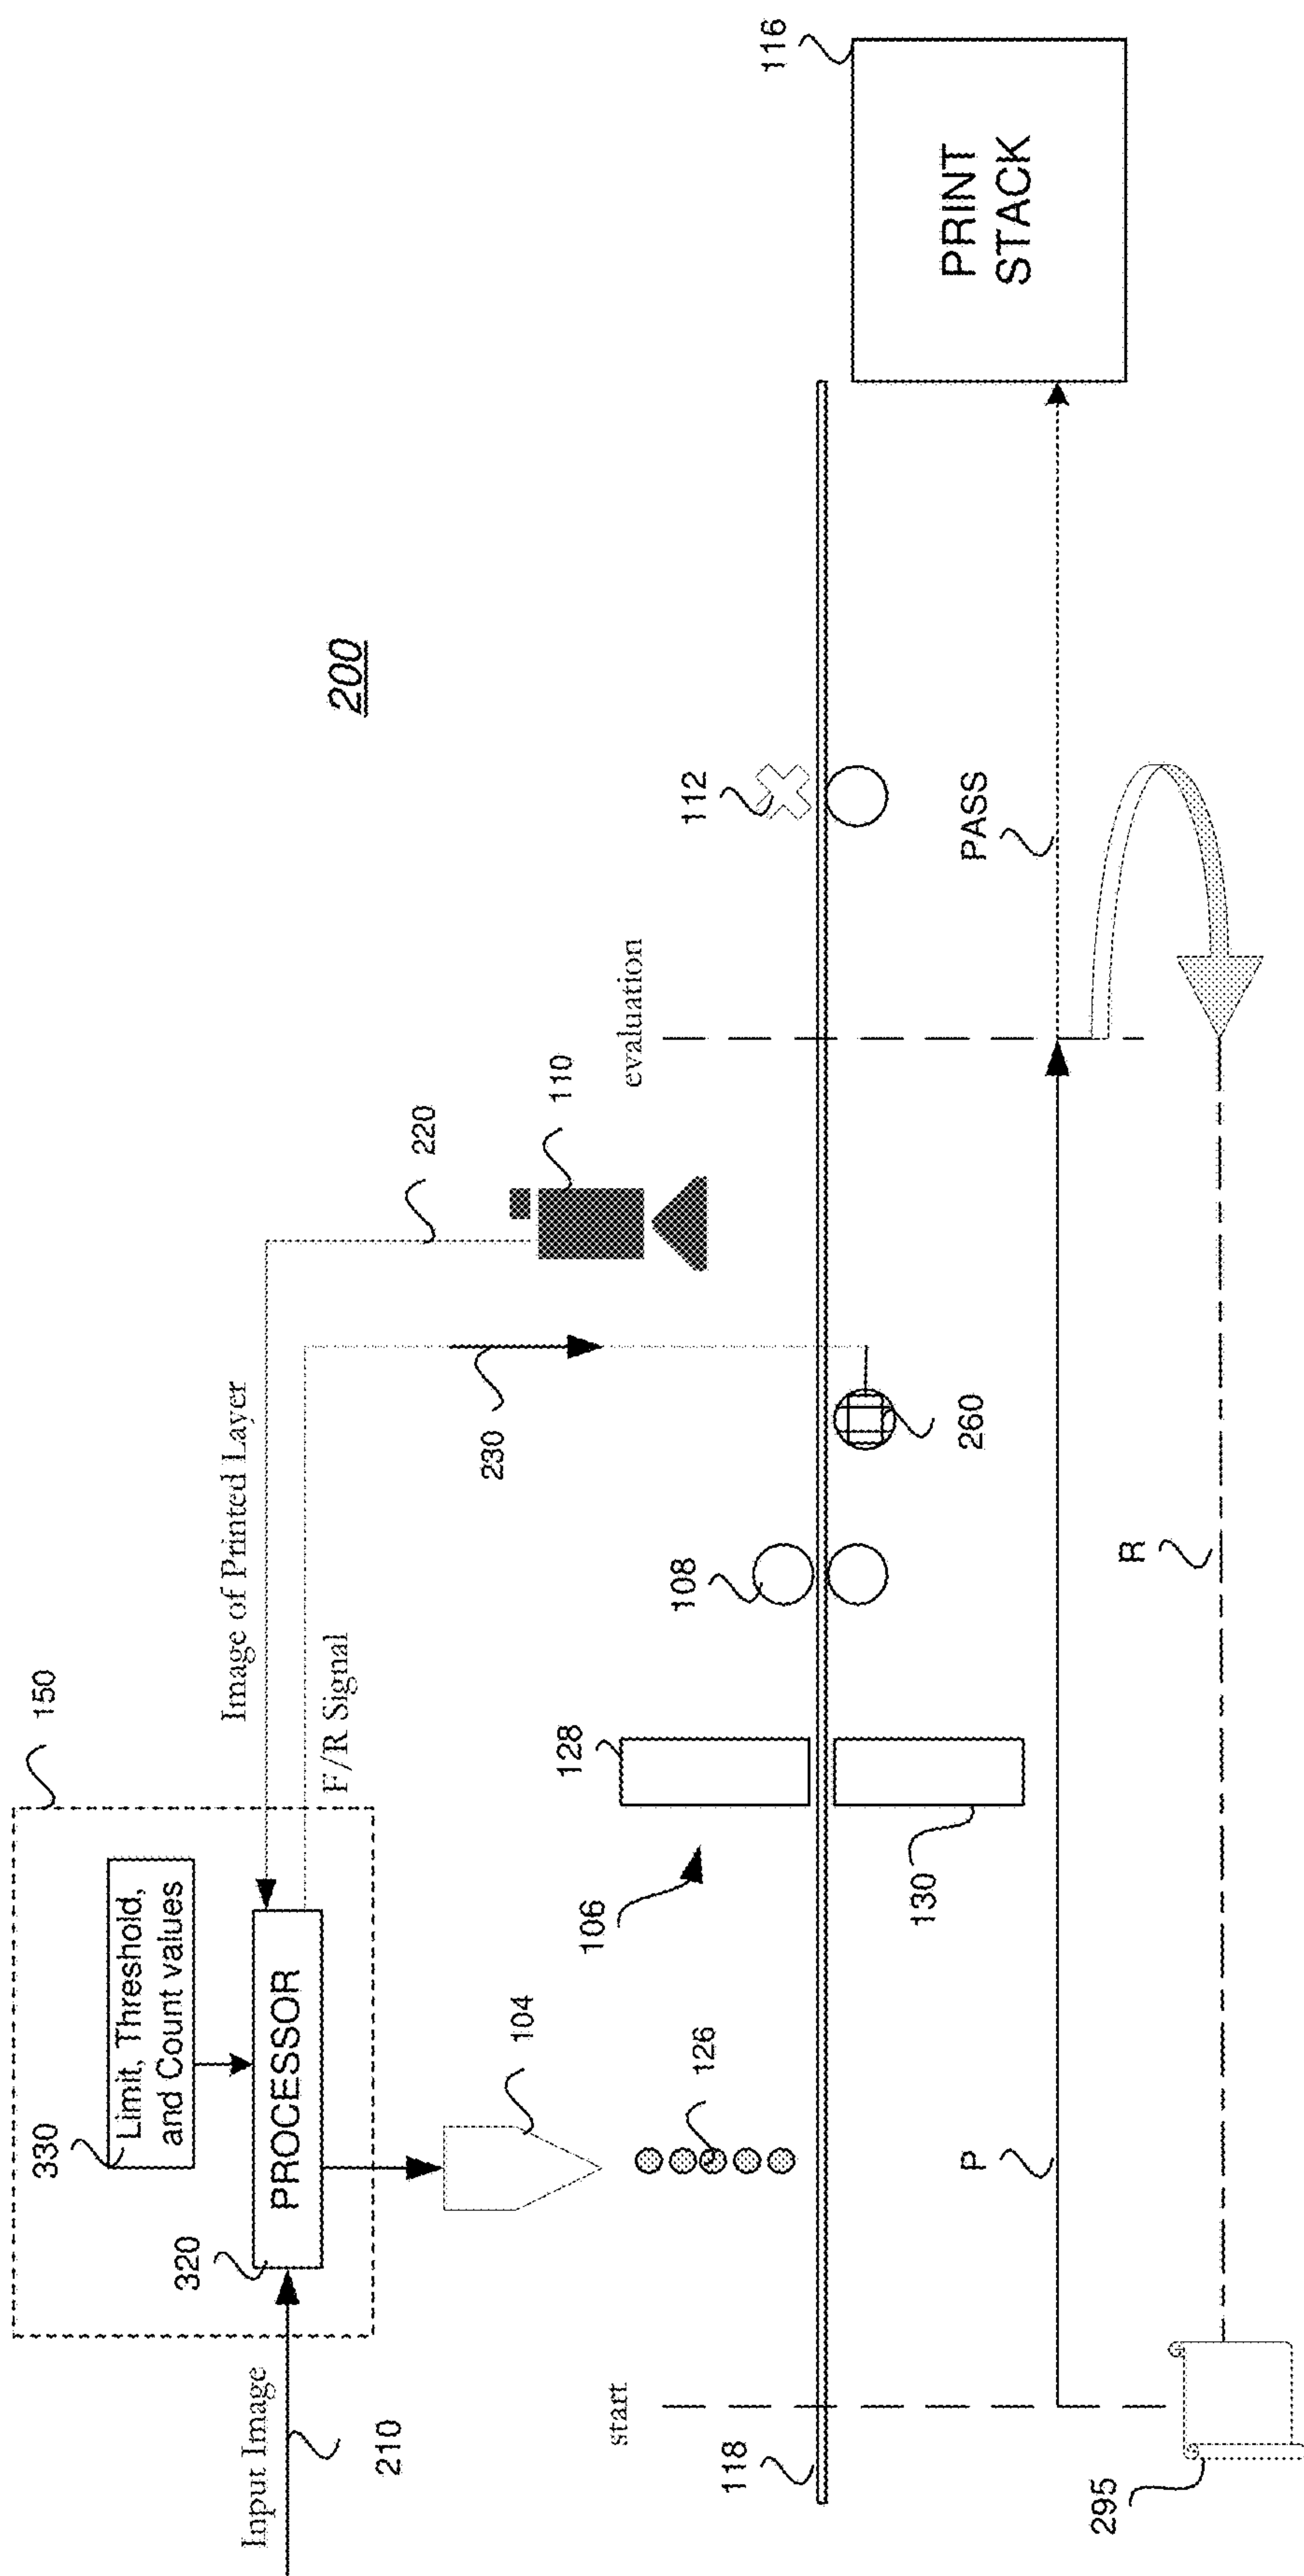 200
150
330
Limit, Threshold,
and Count values
320
PROCESSOR
Input Image
210
Image of Printed Layer
F/R Signal
220
230
104
126
110
evaluation
start
106
128
130
108
260
112
118
116
PRINT
STACK
P
PASS
R
295